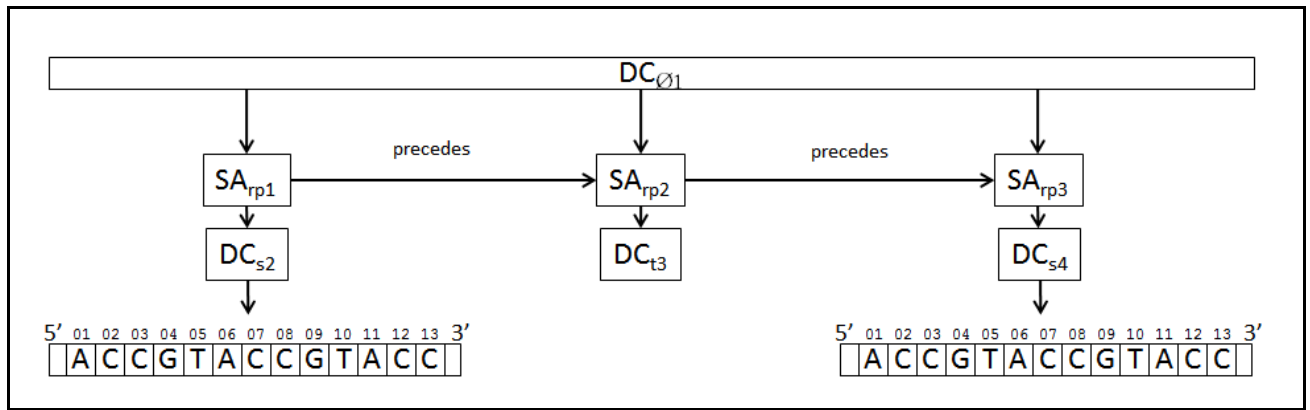 DC∅1
precedes
precedes
SArp1
SArp2
SArp3
DCs2
DCt3
DCs4
5’ 01 02 03 04 05 06 07 08 09 10 11 12 13 3’
A C C G T A C C G T A C C
5’ 01 02 03 04 05 06 07 08 09 10 11 12 13 3’
A C C G T A C C G T A C C